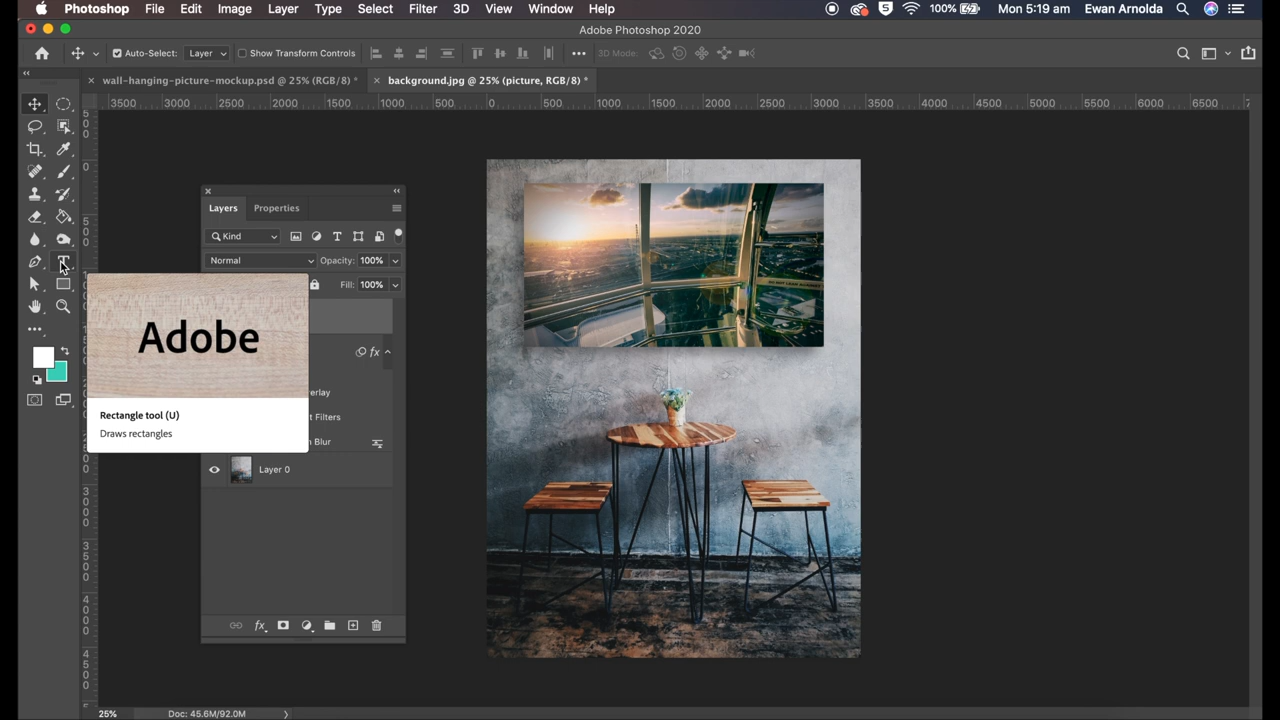 Photoshop File Edit Image Layer Type Select Filter 3D View Window Help 100% Mon 5:19 am Ewan Arnolda
Adobe Photoshop 2020
Auto-Select: Layer Show Transform Controls 3D Mode:
wall-hanging-picture-mockup.psd @ 25% (RGB/8) * background.jpg @ 25% (picture, RGB/8) *
3500 3000 2500 2000 1500 1000 500 0 500 1000 1500 2000 2500 3000 3500 4000 4500 5000 5500 6000 6500
Layers Properties
Kind
Normal Opacity: 100%
Fill: 100%
Adobe
Rectangle tool (U)
Draws rectangles
Layer 0
25% Doc: 45.6M/92.0M